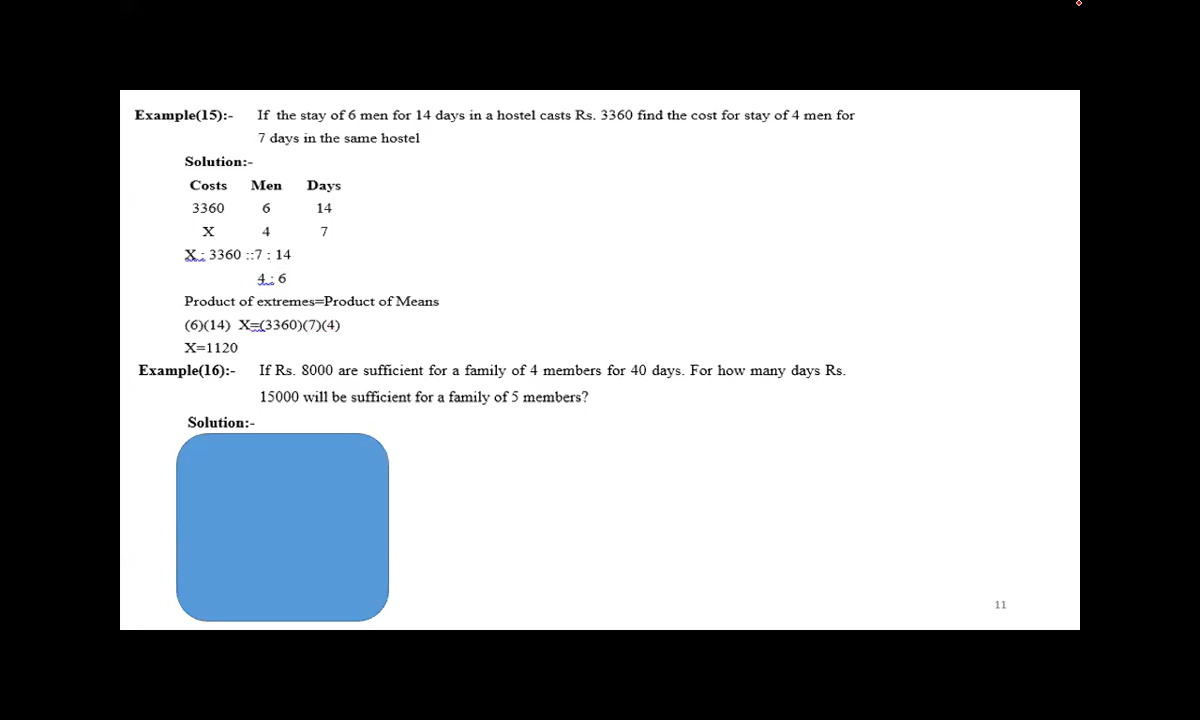 Example(15):- If the stay of 6 men for 14 days in a hostel casts Rs. 3360 find the cost for stay of 4 men for
7 days in the same hostel
Solution:-
Costs Men Days
3360 6 14
X 4 7
X : 3360 ::7 : 14
4 : 6
Product of extremes=Product of Means
(6)(14) X=(3360)(7)(4)
X=1120
Example(16):- If Rs. 8000 are sufficient for a family of 4 members for 40 days. For how many days Rs.
15000 will be sufficient for a family of 5 members?
Solution:-
11